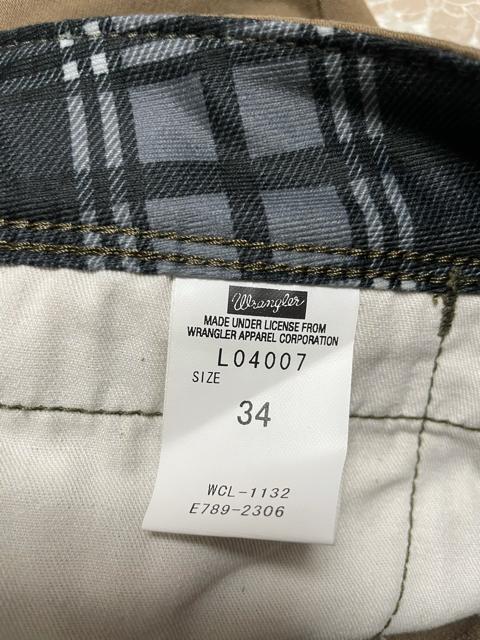 Wrangler
MADE UNDER LICENSE FROM
WRANGLER APPAREL CORPORATION
L04007
SIZE
34
WCL-1132
E789-2306